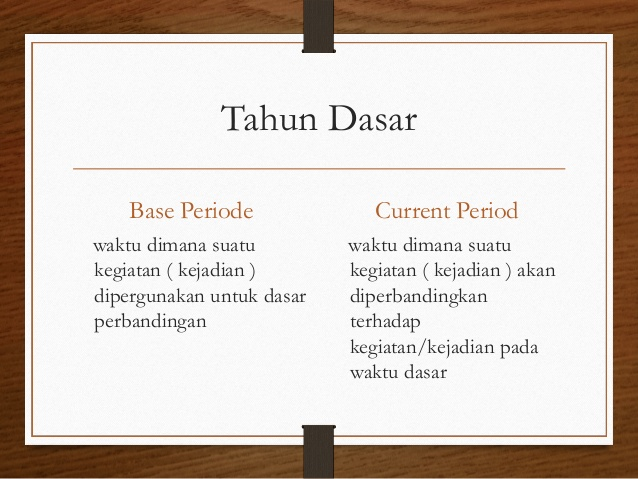 Tahun Dasar
Base Periode
waktu dimana suatu
kegiatan ( kejadian )
dipergunakan untuk dasar
perbandingan
Current Period
waktu dimana suatu
kegiatan ( kejadian ) akan
diperbandingkan
terhadap
kegiatan/kejadian pada
waktu dasar